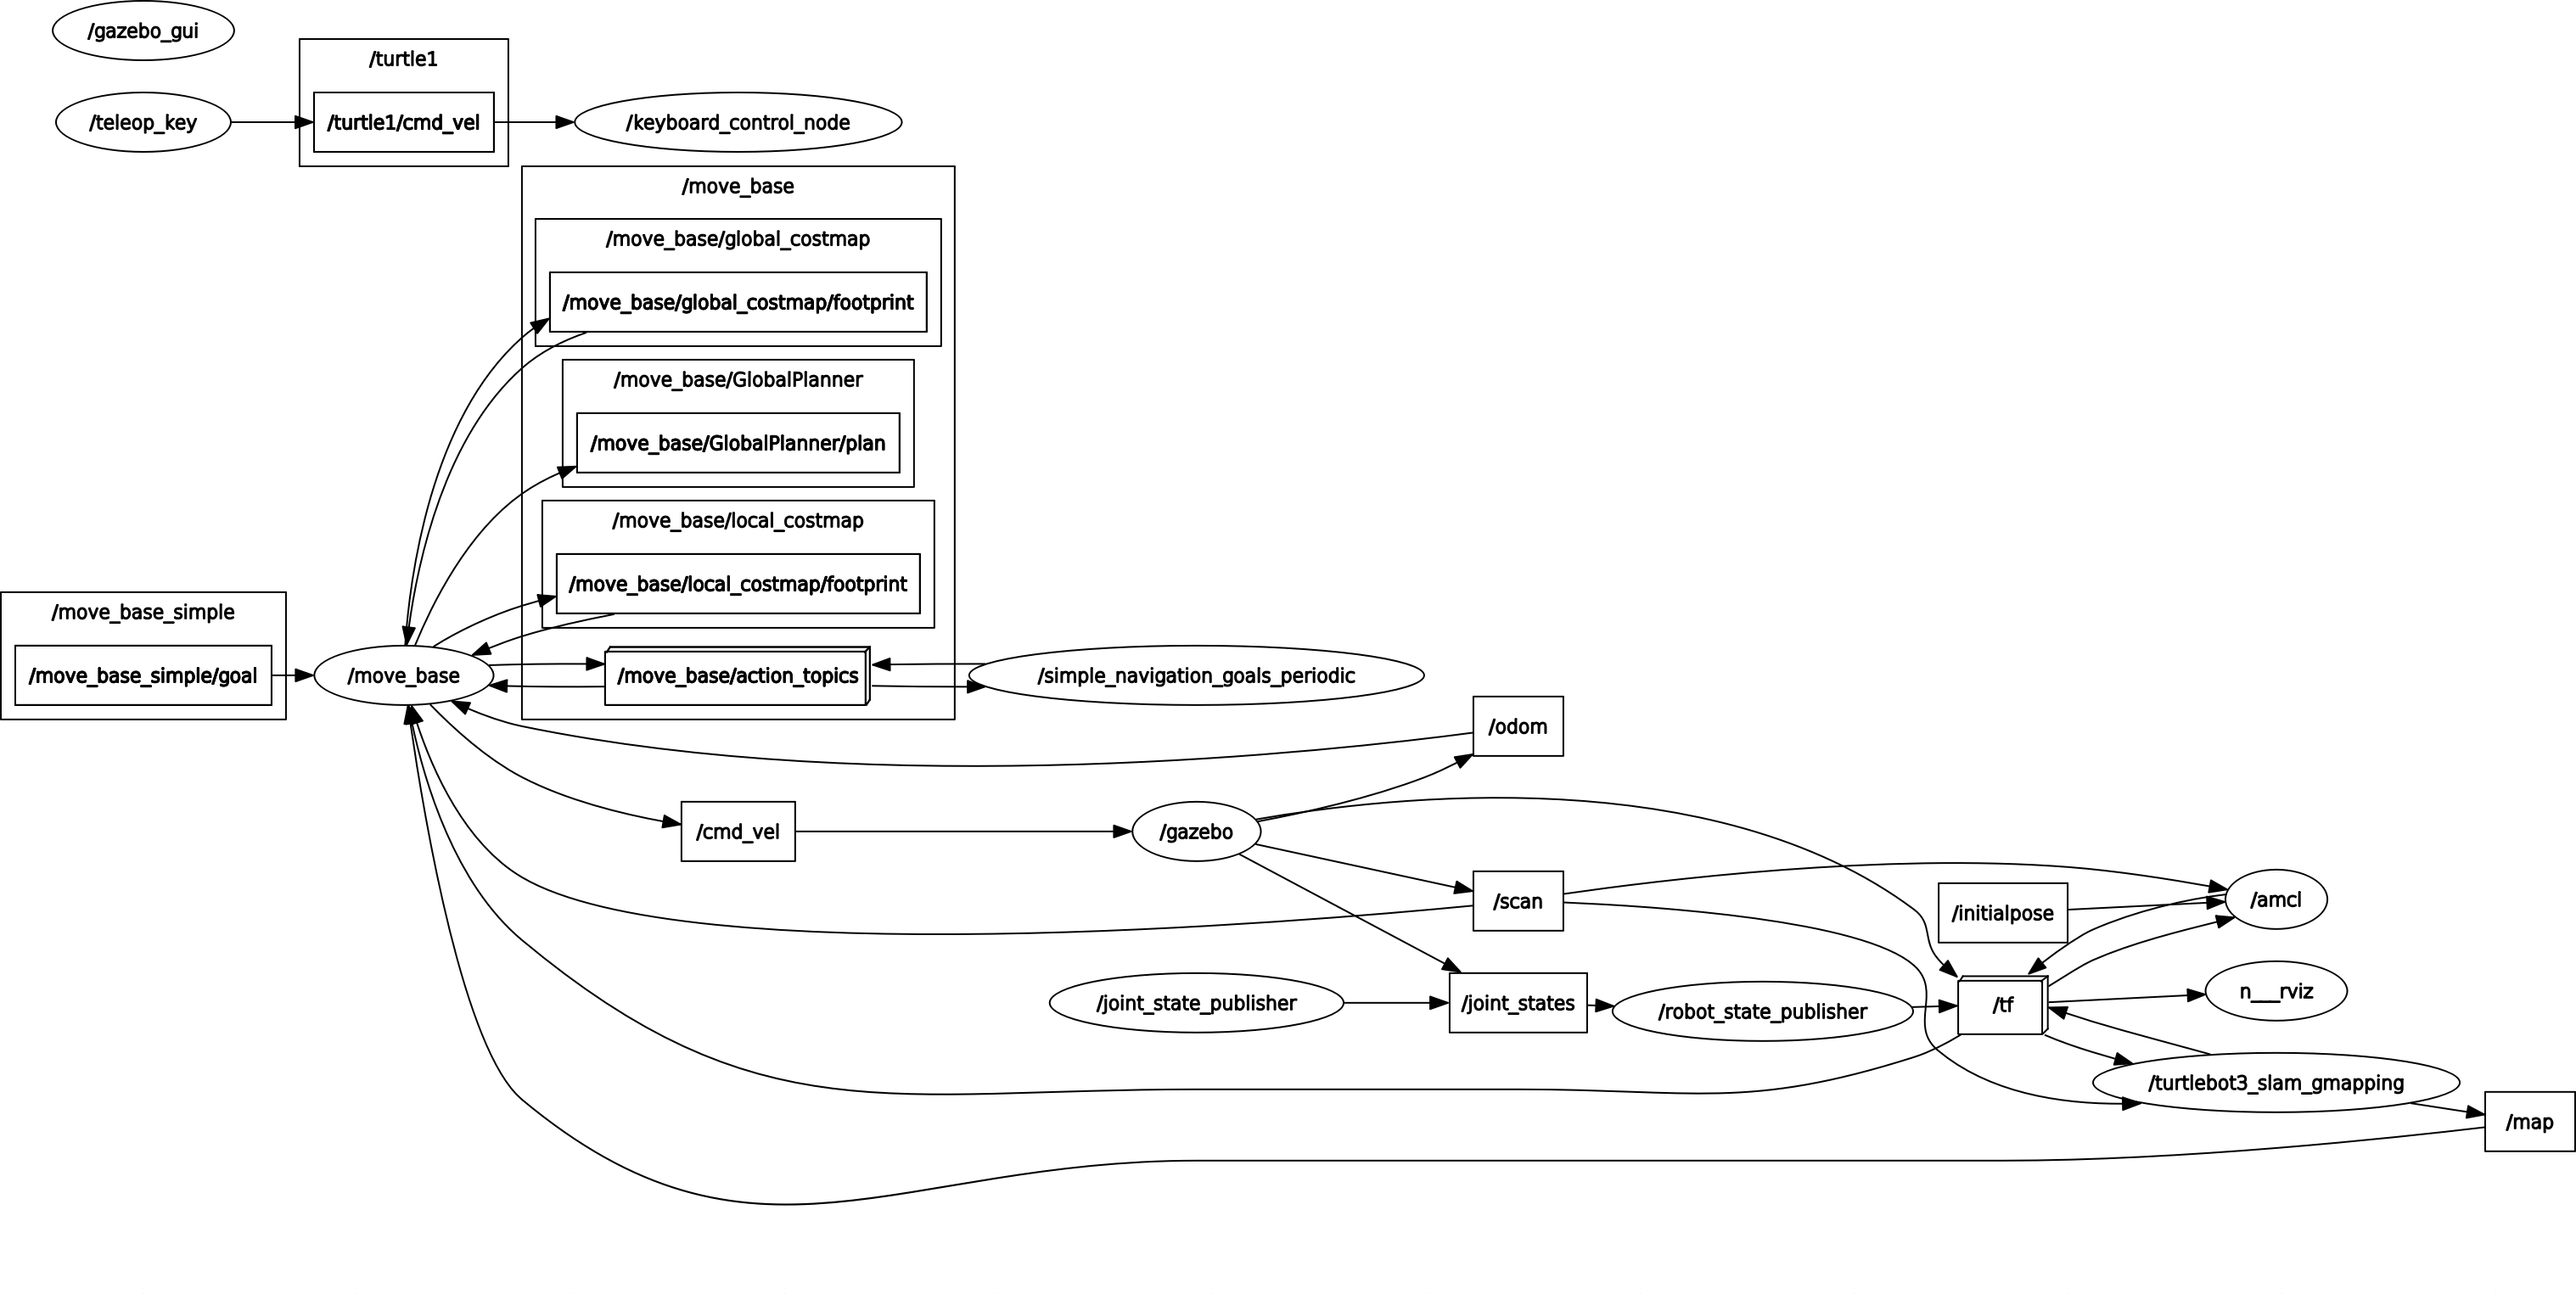 /gazebo_gui
/turtle1
/teleop_key
/turtle1/cmd_vel
/keyboard_control_node
/move_base
/move_base/global_costmap
/move_base/global_costmap/footprint
/move_base/GlobalPlanner
/move_base/GlobalPlanner/plan
/move_base/local_costmap
/move_base/local_costmap/footprint
/move_base_simple
/move_base_simple/goal
/move_base
/move_base/action_topics
/simple_navigation_goals_periodic
/odom
/cmd_vel
/gazebo
/scan
/initialpose
/amcl
/joint_state_publisher
/joint_states
/robot_state_publisher
/tf
n___rviz
/turtlebot3_slam_gmapping
/map